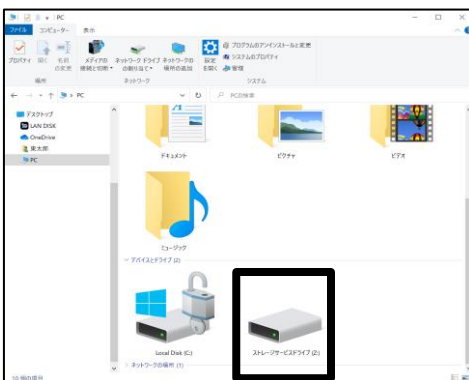 PC
ファイル コンピューター 表示
プロパティ 開く 名前の変更 メディアの接続と切断 ネットワーク ドライブの割り当て ネットワークの場所の追加 設定を開く プログラムのアンインストールと変更
システムのプロパティ
管理
場所 ネットワーク システム
PC PCの検索
デスクトップ
LAN DISK
OneDrive
PC
ドキュメント ピクチャ ビデオ
ミュージック
デバイスとドライブ (2)
Local Disk (C:) ストレージサービスドライブ (Z:)
ネットワークの場所 (1)
10 個の項目